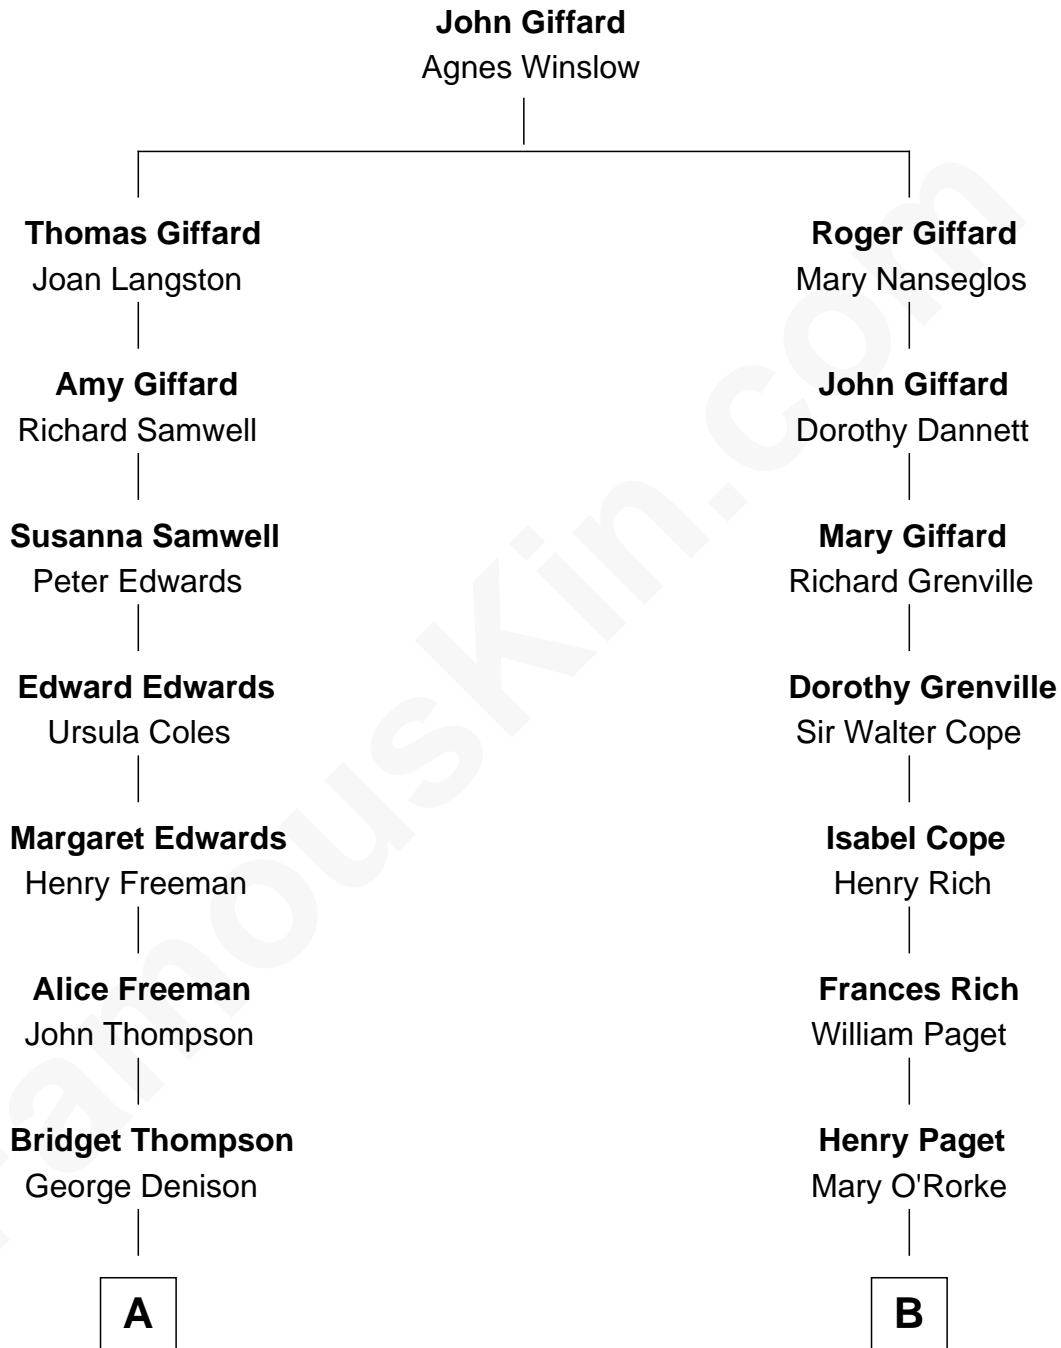 John Giffard
Agnes Winslow
Thomas Giffard
Joan Langston
Amy Giffard
Richard Samwell
Susanna Samwell
Peter Edwards
Edward Edwards
Ursula Coles
Margaret Edwards
Henry Freeman
Alice Freeman
John Thompson
Bridget Thompson
George Denison
A
Roger Giffard
Mary Nanseglos
John Giffard
Dorothy Dannett
Mary Giffard
Richard Grenville
Dorothy Grenville
Sir Walter Cope
Isabel Cope
Henry Rich
Frances Rich
William Paget
Henry Paget
Mary O'Rorke
B
FamousKin.com